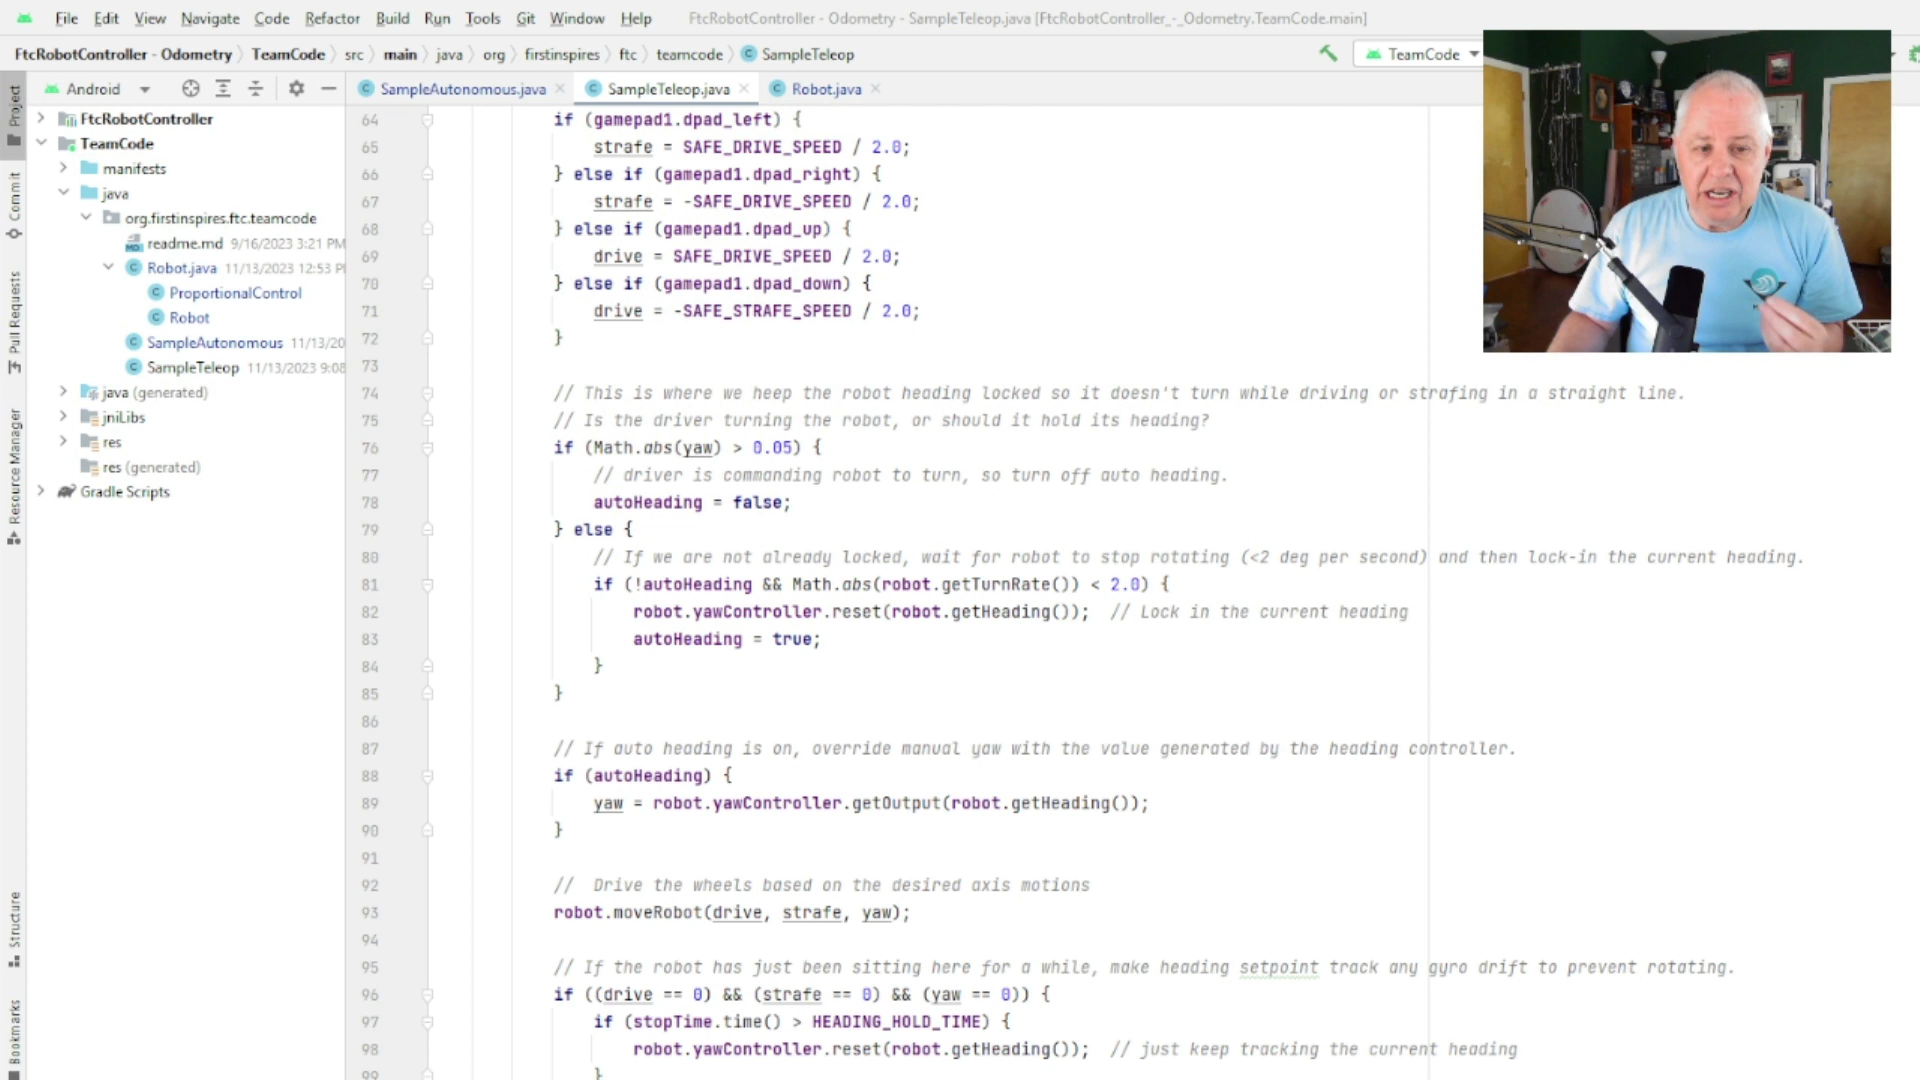 File Edit View Navigate Code Refactor Build Run Tools Git Window Help FtcRobotController - Odometry - SampleTeleop.java [FtcRobotController_-_Odometry.TeamCode.main]
FtcRobotController - Odometry TeamCode src main java org firstinspires ftc teamcode SampleTeleop TeamCode
Android
SampleAutonomous.java SampleTeleop.java Robot.java
Project
Commit
Pull Requests
Resource Manager
Structure
Bookmarks
FtcRobotController
TeamCode
manifests
java
org.firstinspires.ftc.teamcode
readme.md 9/16/2023 3:21 PM
Robot.java 11/13/2023 12:53 P
ProportionalControl
Robot
SampleAutonomous 11/13/20
SampleTeleop 11/13/2023 9:08
java (generated)
jniLibs
res
res (generated)
Gradle Scripts
64 if (gamepad1.dpad_left) {
65 strafe = SAFE_DRIVE_SPEED / 2.0;
66 } else if (gamepad1.dpad_right) {
67 strafe = -SAFE_DRIVE_SPEED / 2.0;
68 } else if (gamepad1.dpad_up) {
69 drive = SAFE_DRIVE_SPEED / 2.0;
70 } else if (gamepad1.dpad_down) {
71 drive = -SAFE_STRAFE_SPEED / 2.0;
72 }
73
74 // This is where we heep the robot heading locked so it doesn't turn while driving or strafing in a straight line.
75 // Is the driver turning the robot, or should it hold its heading?
76 if (Math.abs(yaw) > 0.05) {
77 // driver is commanding robot to turn, so turn off auto heading.
78 autoHeading = false;
79 } else {
80 // If we are not already locked, wait for robot to stop rotating (<2 deg per second) and then lock-in the current heading.
81 if (!autoHeading && Math.abs(robot.getTurnRate()) < 2.0) {
82 robot.yawController.reset(robot.getHeading()); // Lock in the current heading
83 autoHeading = true;
84 }
85 }
86
87 // If auto heading is on, override manual yaw with the value generated by the heading controller.
88 if (autoHeading) {
89 yaw = robot.yawController.getOutput(robot.getHeading());
90 }
91
92 // Drive the wheels based on the desired axis motions
93 robot.moveRobot(drive, strafe, yaw);
94
95 // If the robot has just been sitting here for a while, make heading setpoint track any gyro drift to prevent rotating.
96 if ((drive == 0) && (strafe == 0) && (yaw == 0)) {
97 if (stopTime.time() > HEADING_HOLD_TIME) {
98 robot.yawController.reset(robot.getHeading()); // just keep tracking the current heading
99 }